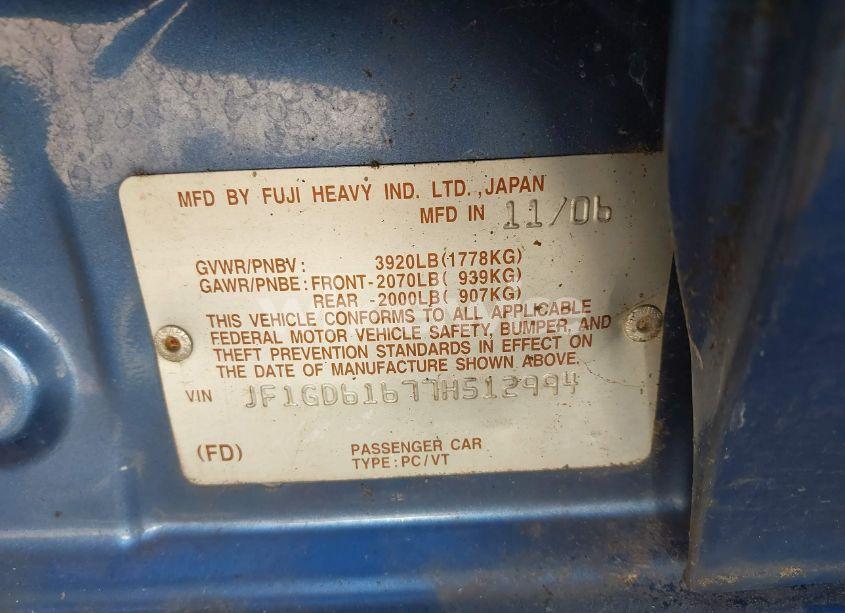 MFD BY FUJI HEAVY IND. LTD.,JAPAN
MFD IN 11/06
GVWR/PNBV: 3920LB(1778KG)
GAWR/PNBE:FRONT-2070LB( 939KG)
REAR -2000LB( 907KG)
THIS VEHICLE CONFORMS TO ALL APPLICABLE
FEDERAL MOTOR VEHICLE SAFETY, BUMPER, AND
THEFT PREVENTION STANDARDS IN EFFECT ON
THE DATE OF MANUFACTURE SHOWN ABOVE.
VIN JF1GD61677H512994
(FD) PASSENGER CAR
TYPE:PC/VT